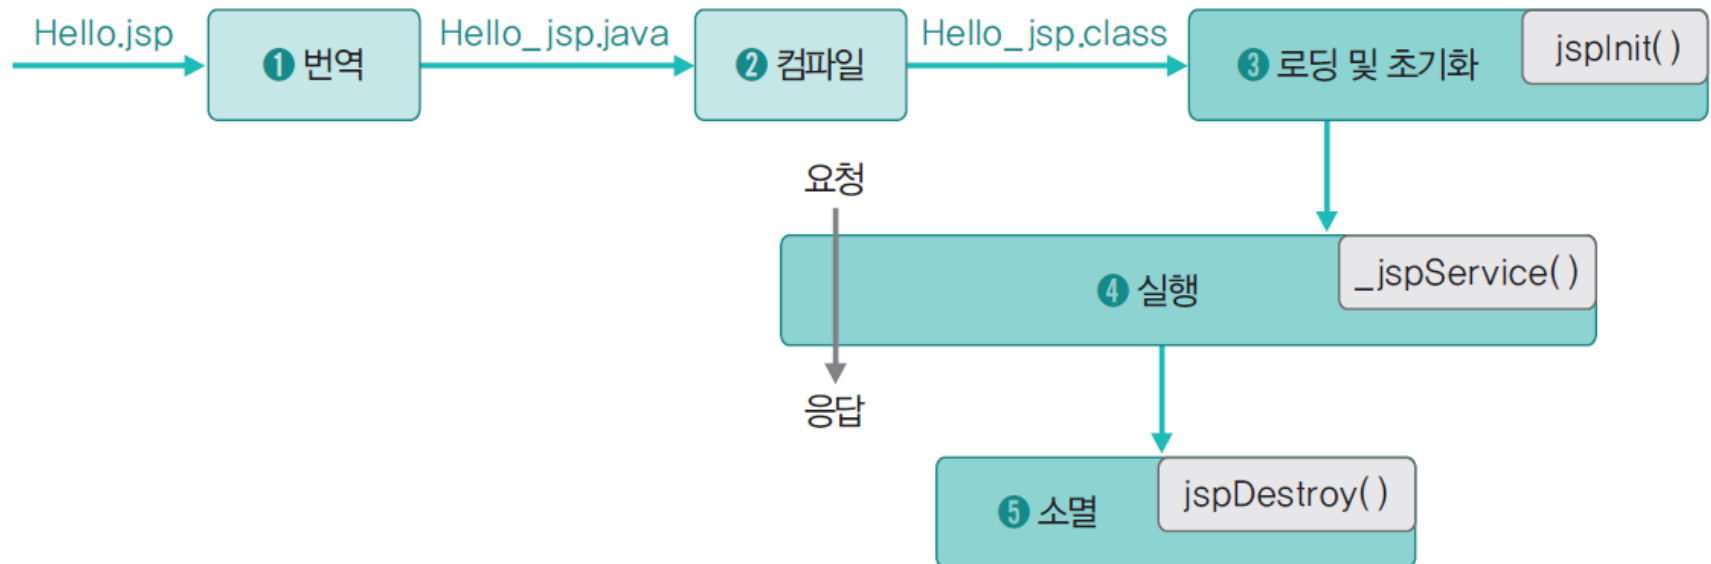 Hello.jsp
❶ 번역
Hello_jsp.java
❷ 컴파일
Hello_jsp.class
❸ 로딩 및 초기화
jspInit( )
요청
❹ 실행
_jspService( )
응답
❺ 소멸
jspDestroy( )